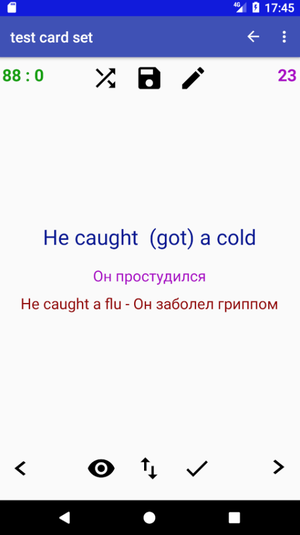 4G 17:45
test card set
88 : 0 23
He caught (got) a cold
Он простудился
He caught a flu - Он заболел гриппом